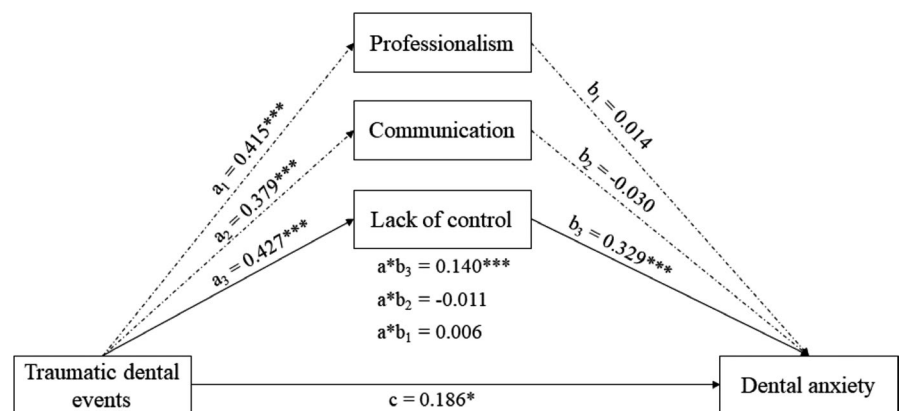 Professionalism
a₁ = 0.415***
b₁ = 0.014
Communication
a₂ = 0.379***
b₂ = -0.030
Lack of control
a₃ = 0.427***
b₃ = 0.329***
a*b₃ = 0.140***
a*b₂ = -0.011
a*b₁ = 0.006
Traumatic dental
events
c = 0.186*
Dental anxiety